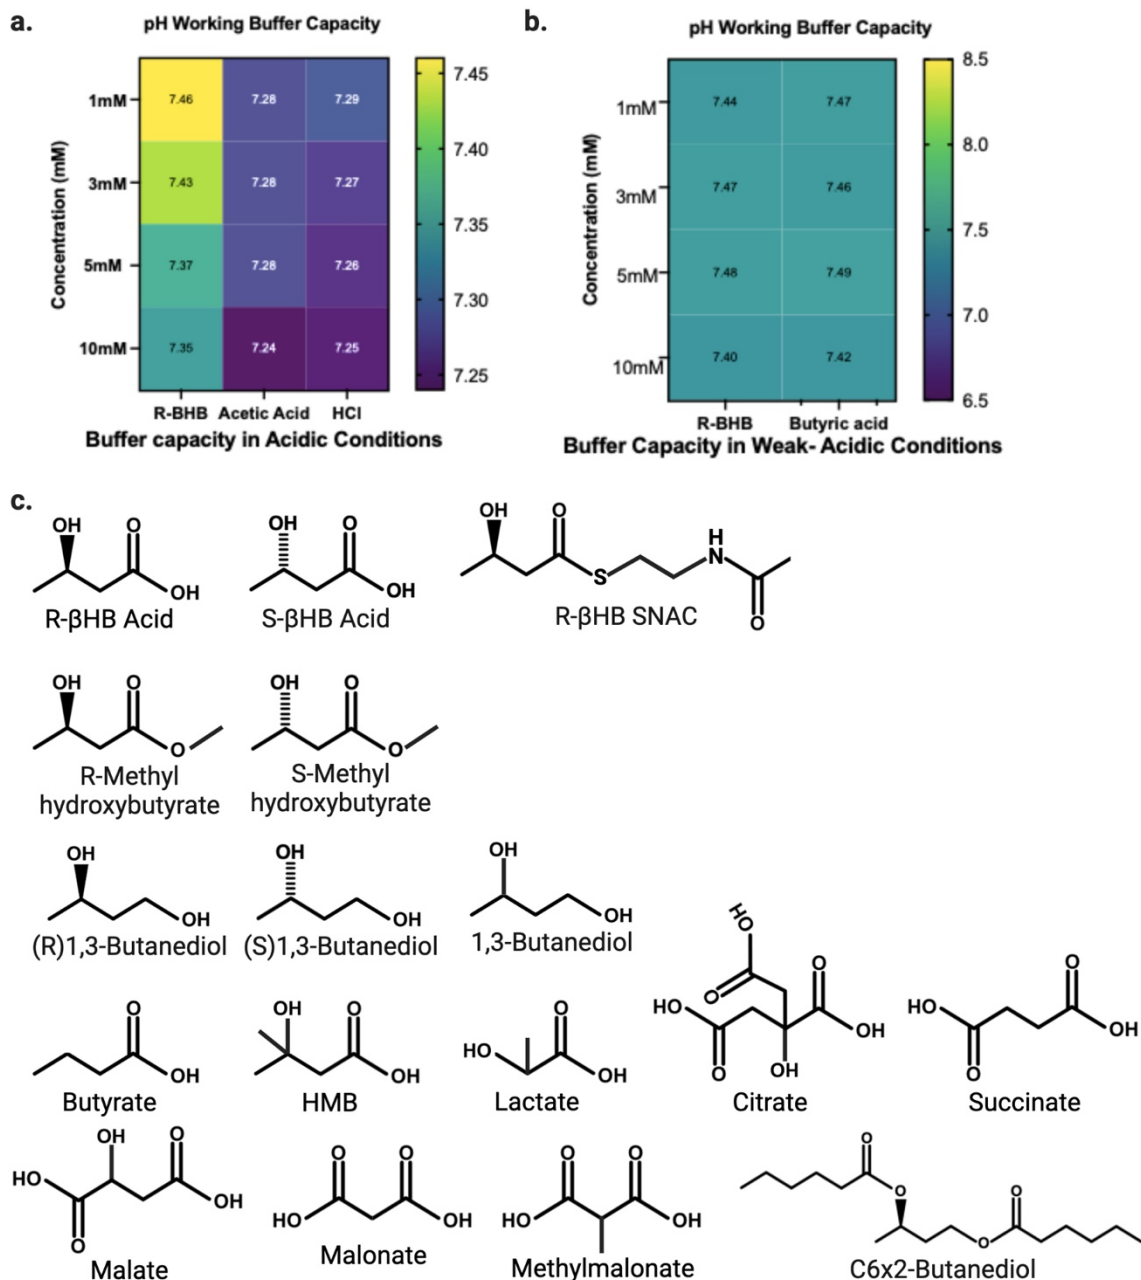 a.
pH Working Buffer Capacity
Concentration (mM)
1mM 7.46 7.28 7.29
3mM 7.43 7.28 7.27
5mM 7.37 7.28 7.26
10mM 7.35 7.24 7.25
R-BHB Acetic Acid HCl
Buffer capacity in Acidic Conditions
7.45
7.40
7.35
7.30
7.25
b.
pH Working Buffer Capacity
Concentration (mM)
1mM 7.44 7.47
3mM 7.47 7.46
5mM 7.48 7.49
10mM 7.40 7.42
R-BHB Butyric acid
Buffer Capacity in Weak- Acidic Conditions
8.5
8.0
7.5
7.0
6.5
c.
OH O OH
R-βHB Acid
OH O OH
S-βHB Acid
OH O S H N O
R-βHB SNAC
OH O O
R-Methyl
hydroxybutyrate
OH O O
S-Methyl
hydroxybutyrate
OH OH
(R)1,3-Butanediol
OH OH
(S)1,3-Butanediol
OH OH
1,3-Butanediol
O OH
Butyrate
OH O OH
HMB
HO O OH
Lactate
HO O HO O O OH OH
Citrate
HO O O OH
Succinate
HO O OH O OH
Malate
HO O O OH
Malonate
HO O O OH
Methylmalonate
O O O O
C6x2-Butanediol